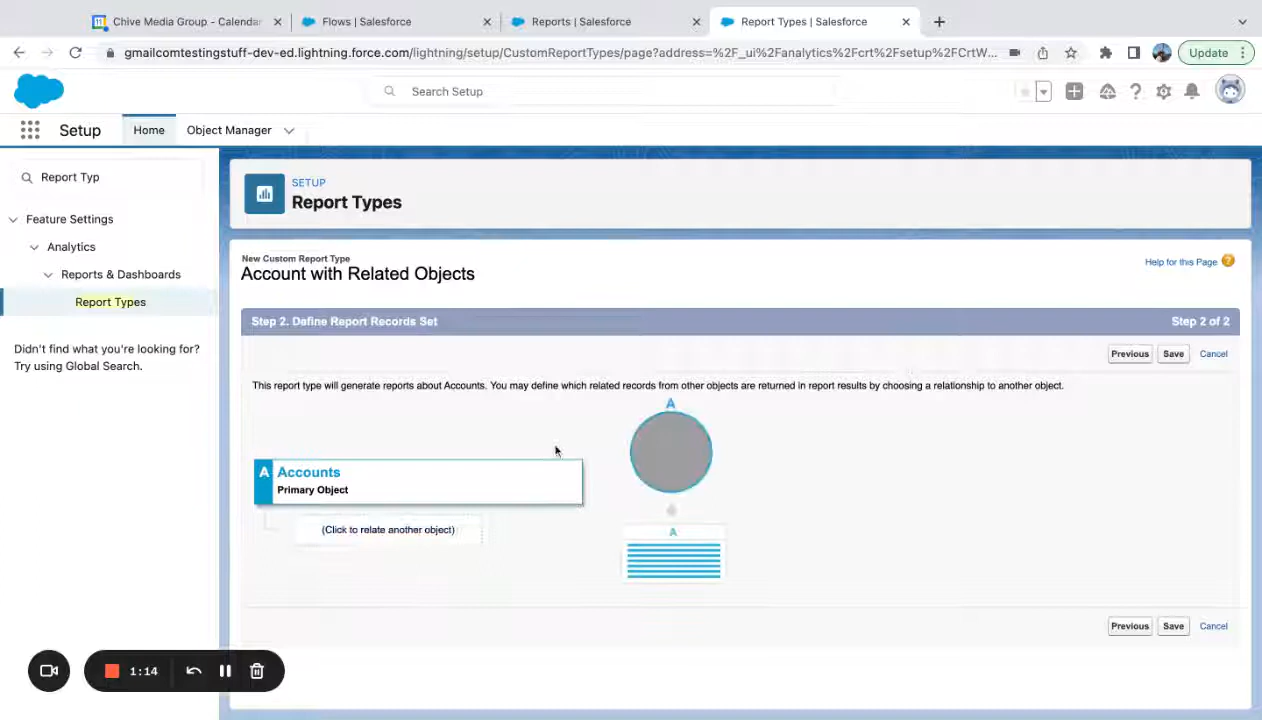 Chive Media Group - Calendar
Flows | Salesforce
Reports | Salesforce
Report Types | Salesforce
gmailcomtestingstuff-dev-ed.lightning.force.com/lightning/setup/CustomReportTypes/page?address=%2F_ui%2Fanalytics%2Fcrt%2Fsetup%2FCrtW...
Update
Search Setup
Setup
Home
Object Manager
Report Typ
Feature Settings
Analytics
Reports & Dashboards
Report Types
Didn't find what you're looking for?
Try using Global Search.
SETUP
Report Types
New Custom Report Type
Account with Related Objects
Help for this Page ?
Step 2. Define Report Records Set
Step 2 of 2
Previous
Save
Cancel
This report type will generate reports about Accounts. You may define which related records from other objects are returned in report results by choosing a relationship to another object.
A
A Accounts
Primary Object
(Click to relate another object)
A
Previous
Save
Cancel
1:14